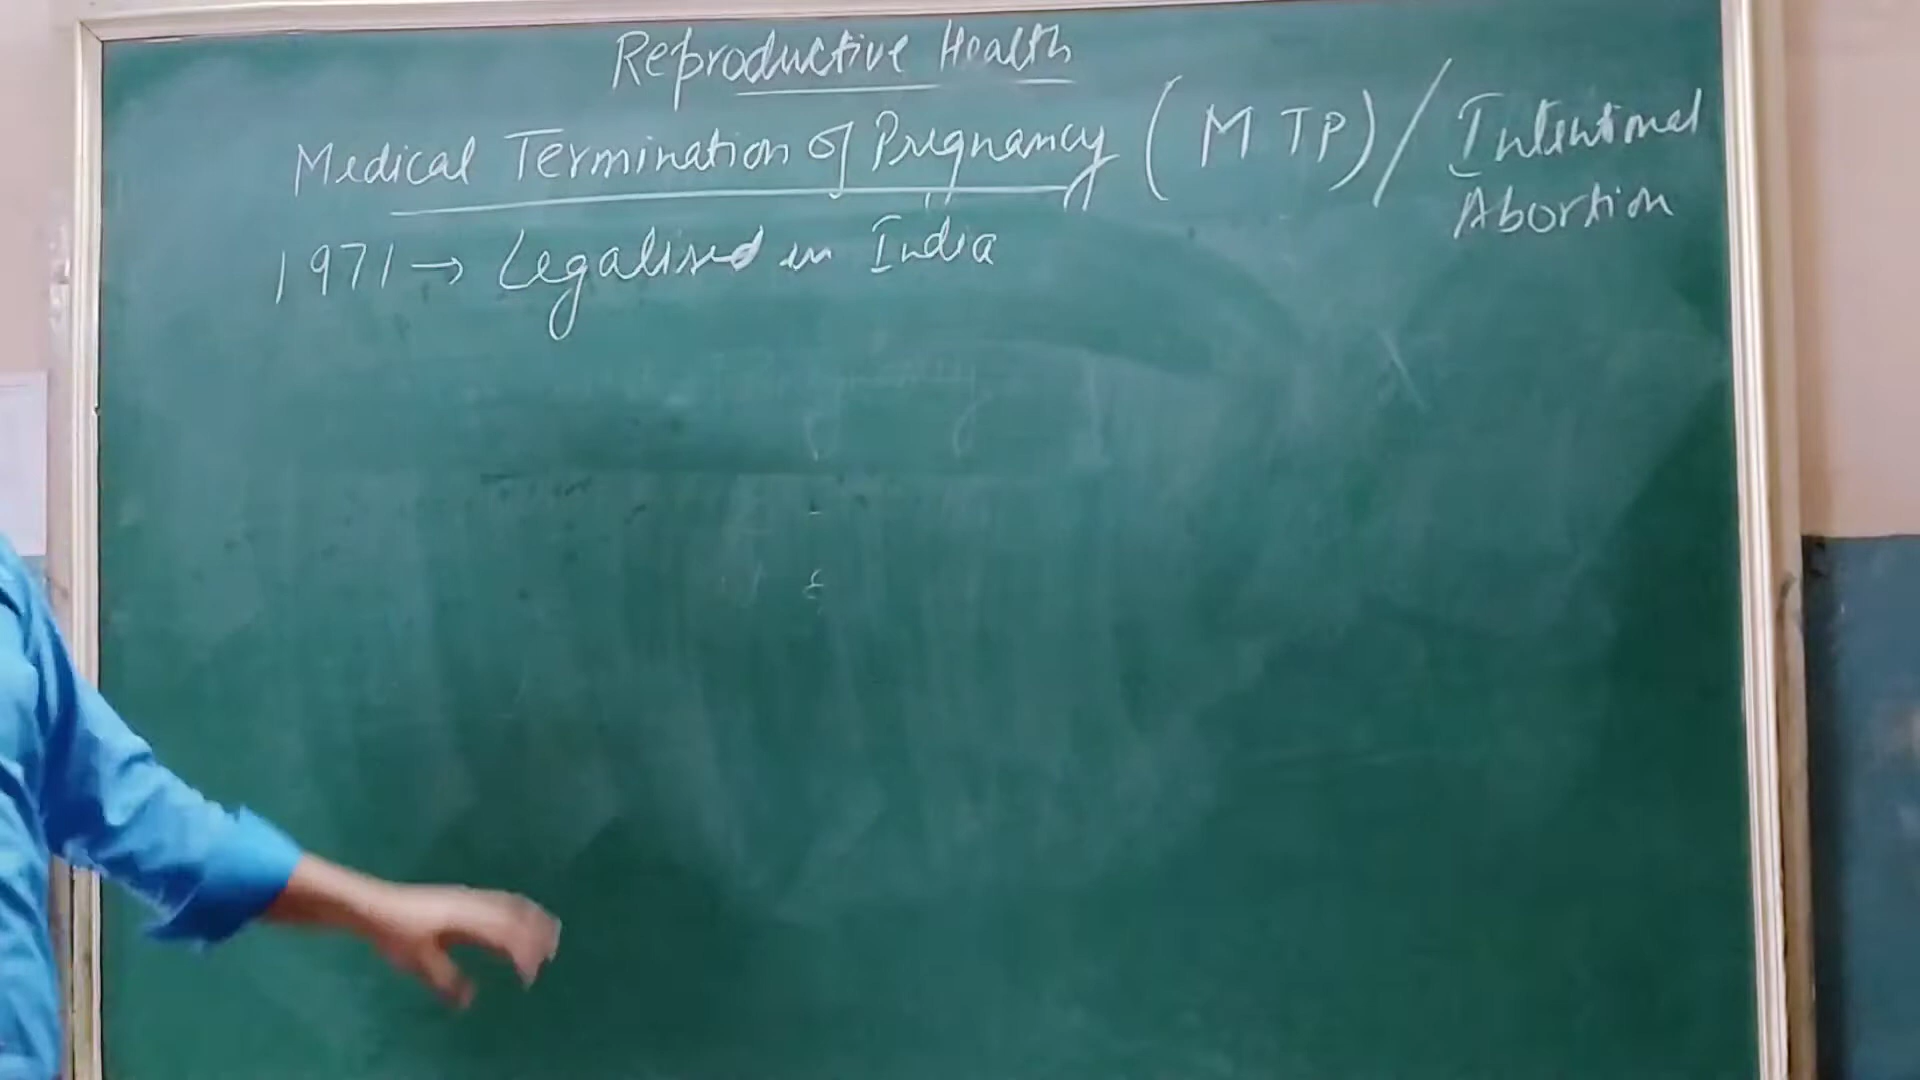 Reproductive Health
Medical Termination of Pregnancy (MTP) / Intentional
Abortion
1971 → Legalised in India